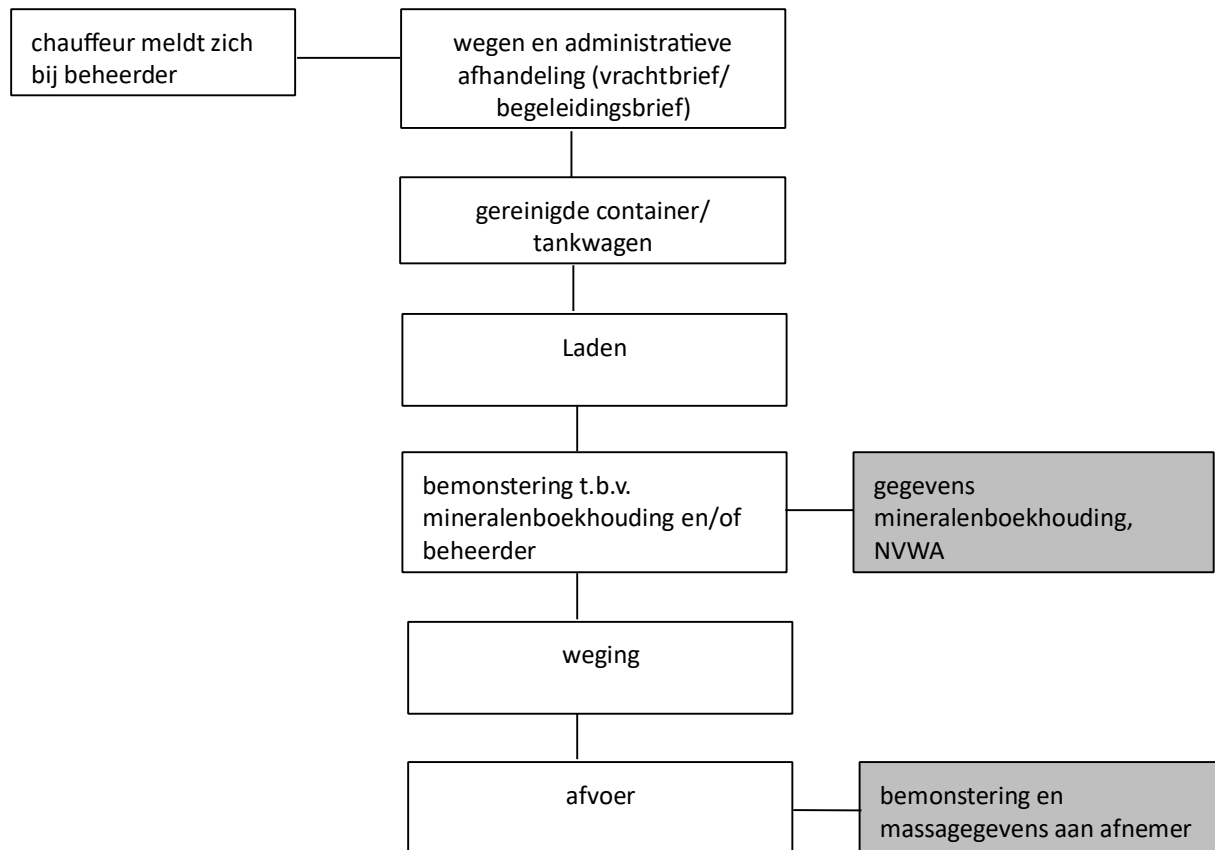 chauffeur meldt zich
bij beheerder
wegen en administratieve
afhandeling (vrachtbrief/
begeleidingsbrief)
gereinigde container/
tankwagen
Laden
bemonstering t.b.v.
mineralenboekhouding en/of
beheerder
gegevens
mineralenboekhouding,
NVWA
weging
afvoer
bemonstering en
massagegevens aan afnemer